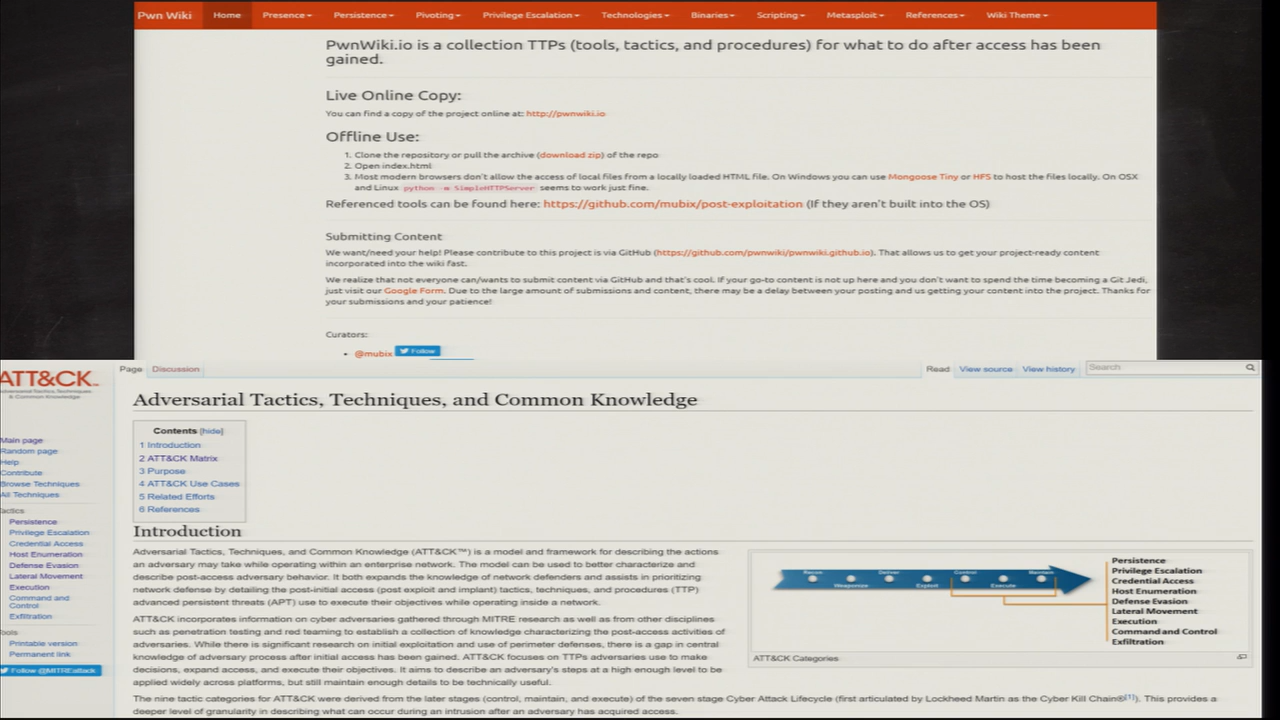 Pwn Wiki Home Presence Persistence Pivoting Privilege Escalation Technologies Binaries Scripting Metasploit References Wiki Theme
PwnWiki.io is a collection TTPs (tools, tactics, and procedures) for what to do after access has been
gained.
Live Online Copy:
You can find a copy of the project online at: http://pwnwiki.io
Offline Use:
1. Clone the repository or pull the archive (download zip) of the repo
2. Open index.html
3. Most modern browsers don't allow the access of local files from a locally loaded HTML file. On Windows you can use Mongoose Tiny or HFS to host the files locally. On OSX
and Linux python -m SimpleHTTPServer seems to work just fine.
Referenced tools can be found here: https://github.com/mubix/post-exploitation (If they aren't built into the OS)
Submitting Content
We want/need your help! Please contribute to this project is via GitHub (https://github.com/pwnwiki/pwnwiki.github.io). That allows us to get your project-ready content
incorporated into the wiki fast.
We realize that not everyone can/wants to submit content via GitHub and that's cool. If your go-to content is not up here and you don't want to spend the time becoming a Git Jedi,
just visit our Google Form. Due to the large amount of submissions and content, there may be a delay between your posting and us getting your content into the project. Thanks for
your submissions and your patience!
Curators:
• @mubix Follow
ATT&CK™
Adversarial Tactics, Techniques
& Common Knowledge
Main page
Random page
Help
Contribute
Browse Techniques
All Techniques
Tactics
Persistence
Privilege Escalation
Credential Access
Host Enumeration
Defense Evasion
Lateral Movement
Execution
Command and
Control
Exfiltration
Tools
Printable version
Permanent link
Follow @MITREattack
Page Discussion Read View source View history Search
Adversarial Tactics, Techniques, and Common Knowledge
Contents [hide]
1 Introduction
2 ATT&CK Matrix
3 Purpose
4 ATT&CK Use Cases
5 Related Efforts
6 References
Introduction
Adversarial Tactics, Techniques, and Common Knowledge (ATT&CK™) is a model and framework for describing the actions
an adversary may take while operating within an enterprise network. The model can be used to better characterize and
describe post-access adversary behavior. It both expands the knowledge of network defenders and assists in prioritizing
network defense by detailing the post-initial access (post exploit and implant) tactics, techniques, and procedures (TTP)
advanced persistent threats (APT) use to execute their objectives while operating inside a network.
ATT&CK incorporates information on cyber adversaries gathered through MITRE research as well as from other disciplines
such as penetration testing and red teaming to establish a collection of knowledge characterizing the post-access activities of
adversaries. While there is significant research on initial exploitation and use of perimeter defenses, there is a gap in central
knowledge of adversary process after initial access has been gained. ATT&CK focuses on TTPs adversaries use to make
decisions, expand access, and execute their objectives. It aims to describe an adversary's steps at a high enough level to be
applied widely across platforms, but still maintain enough details to be technically useful.
Recon Deliver Control Maintain
Weaponize Exploit Execute
Persistence
Privilege Escalation
Credential Access
Host Enumeration
Defense Evasion
Lateral Movement
Execution
Command and Control
Exfiltration
ATT&CK Categories
The nine tactic categories for ATT&CK were derived from the later stages (control, maintain, and execute) of the seven stage Cyber Attack Lifecycle (first articulated by Lockheed Martin as the Cyber Kill Chain®[1]). This provides a
deeper level of granularity in describing what can occur during an intrusion after an adversary has acquired access.